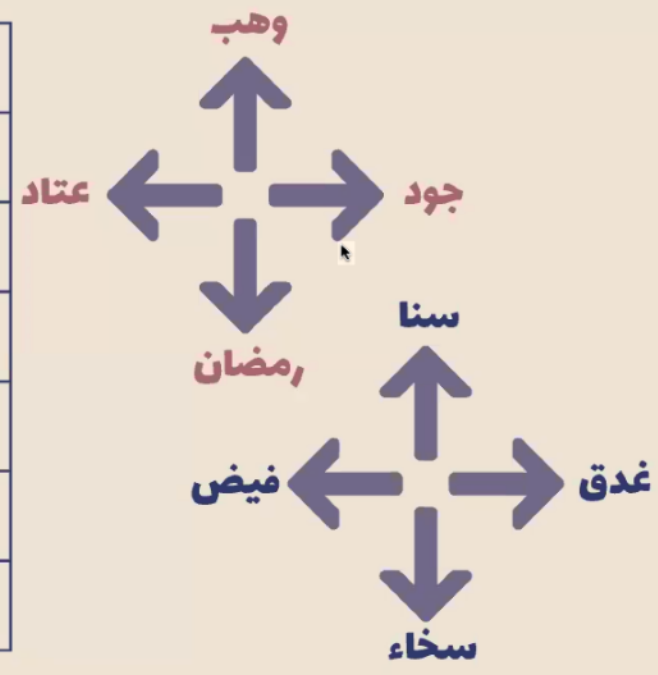 وهب
جود
عتاد
رمضان
سنا
غدق
فيض
سخاء